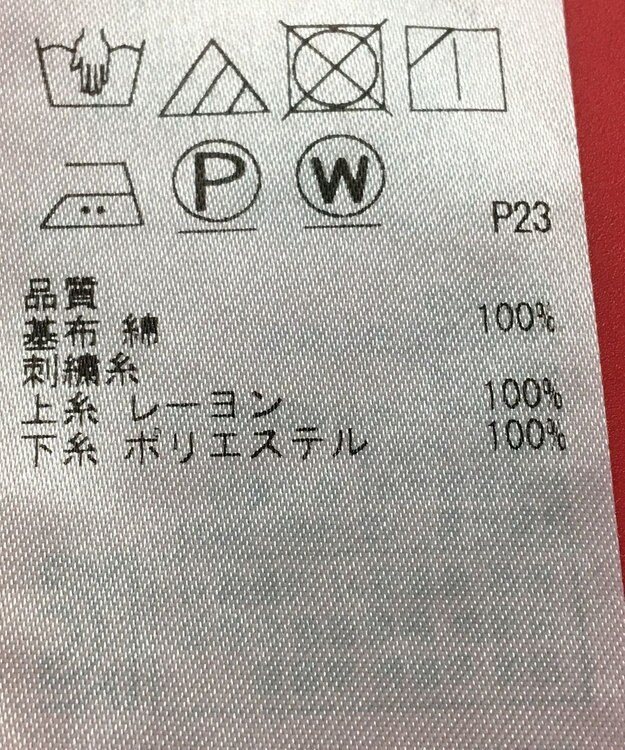 P W
P23
品質
基布 綿 100%
刺繍糸
上糸 レーヨン 100%
下糸 ポリエステル 100%